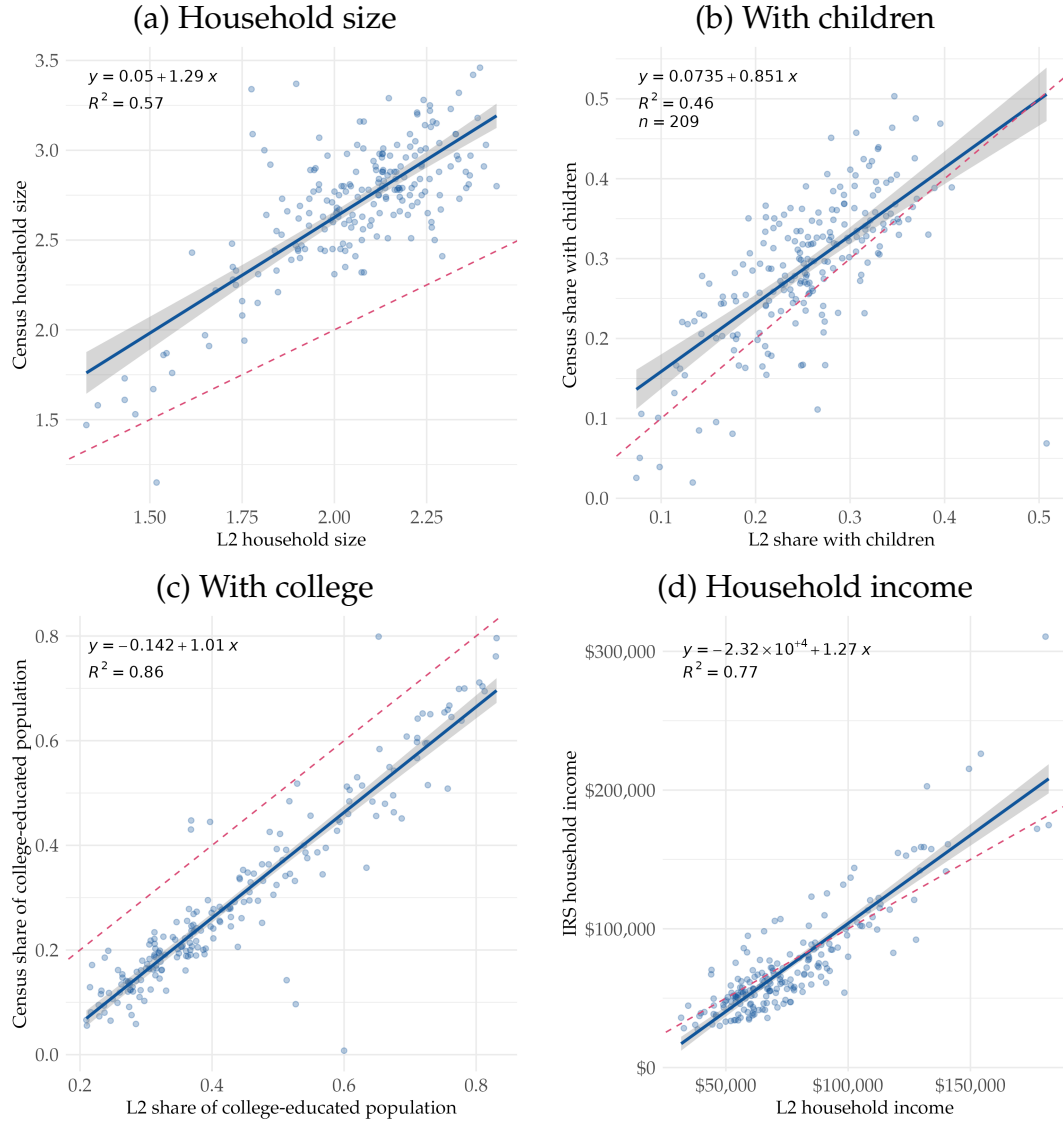 (a) Household size
y = 0.05 + 1.29 x
R² = 0.57
3.5
3.0
2.5
2.0
1.5
Census household size
1.50 1.75 2.00 2.25
L2 household size
(b) With children
y = 0.0735 + 0.851 x
R² = 0.46
n = 209
0.5
0.4
0.3
0.2
0.1
0.0
Census share with children
0.1 0.2 0.3 0.4 0.5
L2 share with children
(c) With college
y = −0.142 + 1.01 x
R² = 0.86
0.8
0.6
0.4
0.2
0.0
Census share of college-educated population
0.2 0.4 0.6 0.8
L2 share of college-educated population
(d) Household income
y = −2.32 × 10⁺⁴ + 1.27 x
R² = 0.77
$300,000
$200,000
$100,000
$0
IRS household income
$50,000 $100,000 $150,000
L2 household income